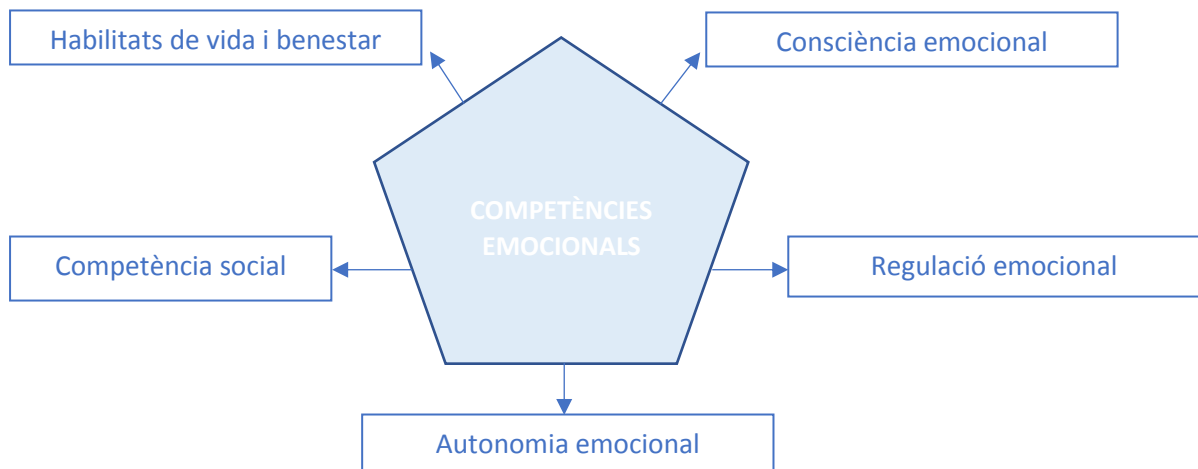 Habilitats de vida i benestar
Consciència emocional
COMPETÈNCIES
EMOCIONALS
Competència social
Regulació emocional
Autonomia emocional